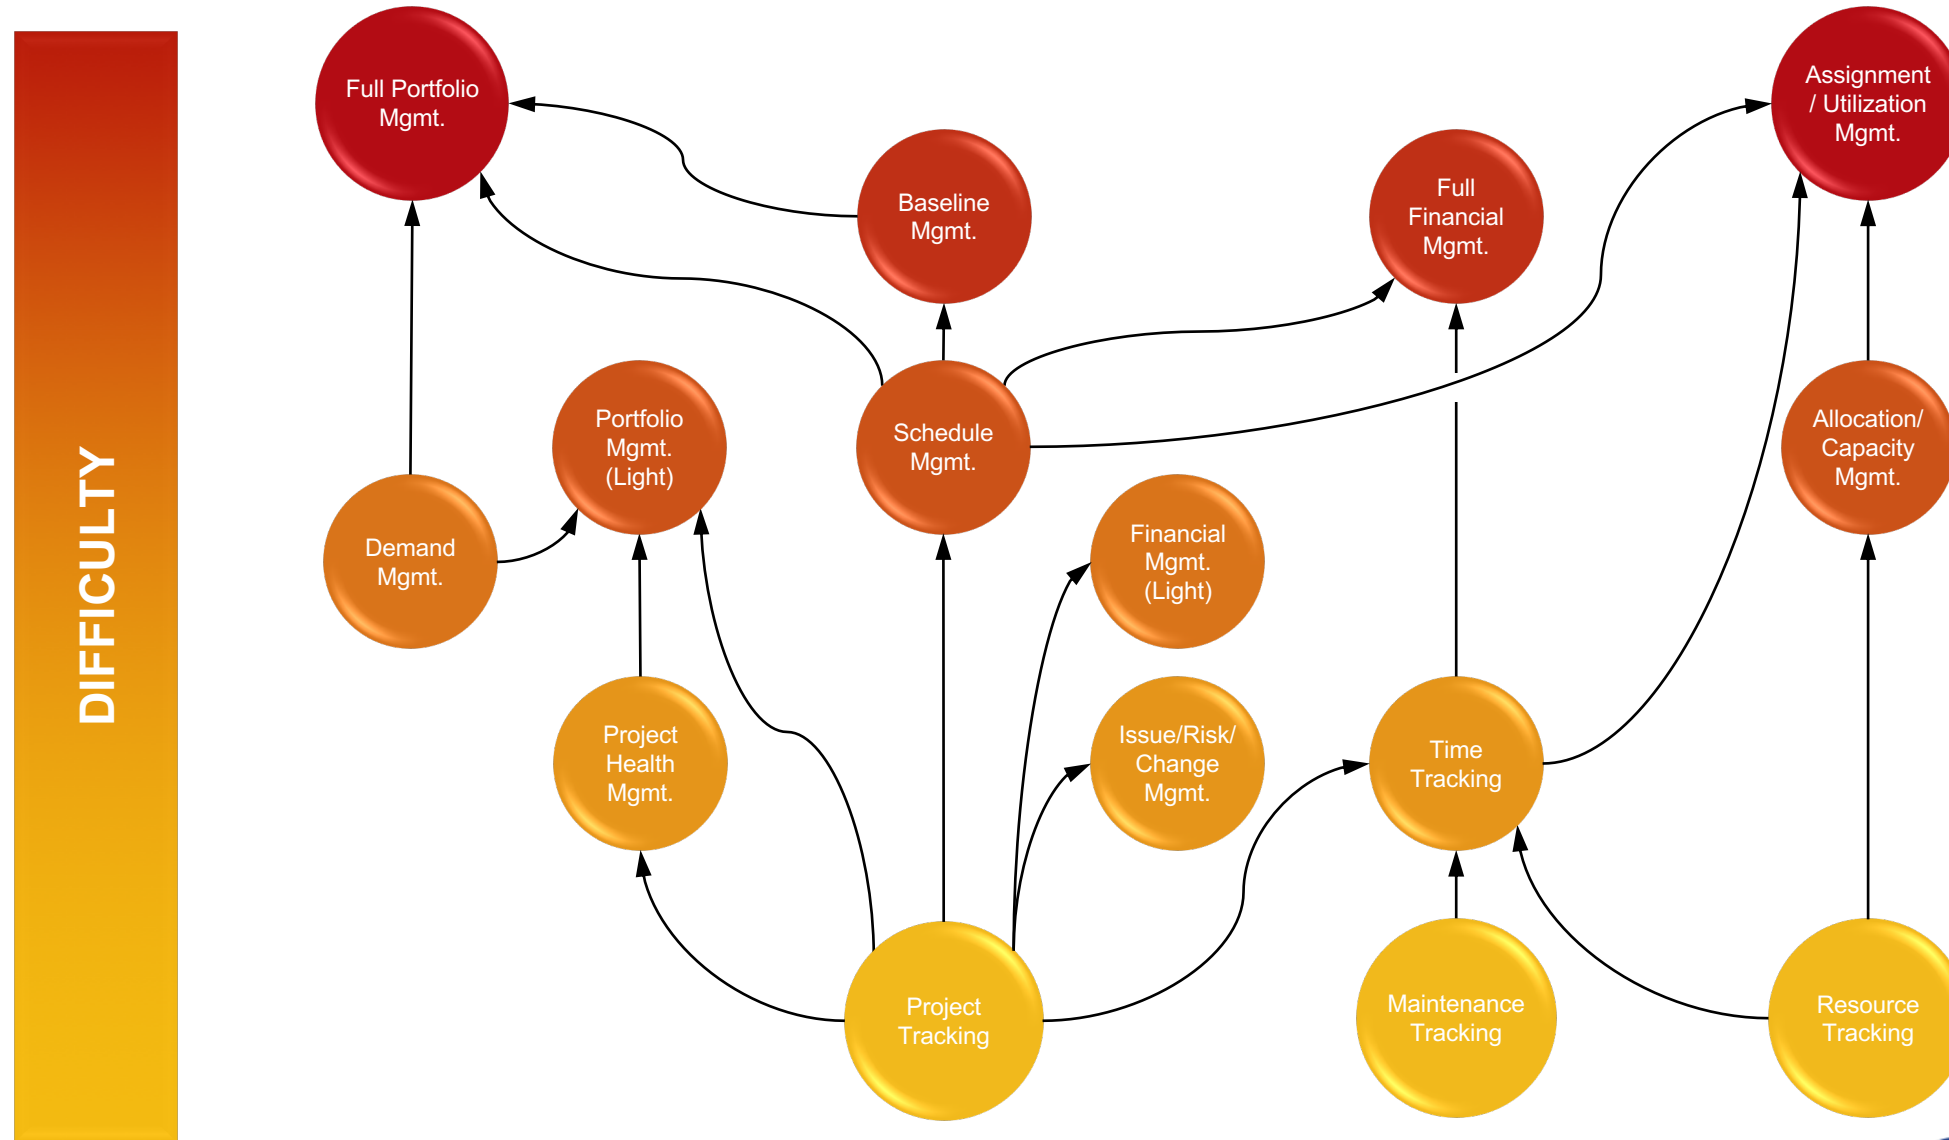 DIFFICULTY
Full Portfolio
Mgmt.
Assignment
/ Utilization
Mgmt.
Baseline
Mgmt.
Full
Financial
Mgmt.
Portfolio
Mgmt.
(Light)
Schedule
Mgmt.
Allocation/
Capacity
Mgmt.
Demand
Mgmt.
Financial
Mgmt.
(Light)
Project
Health
Mgmt.
Issue/Risk/
Change
Mgmt.
Time
Tracking
Project
Tracking
Maintenance
Tracking
Resource
Tracking